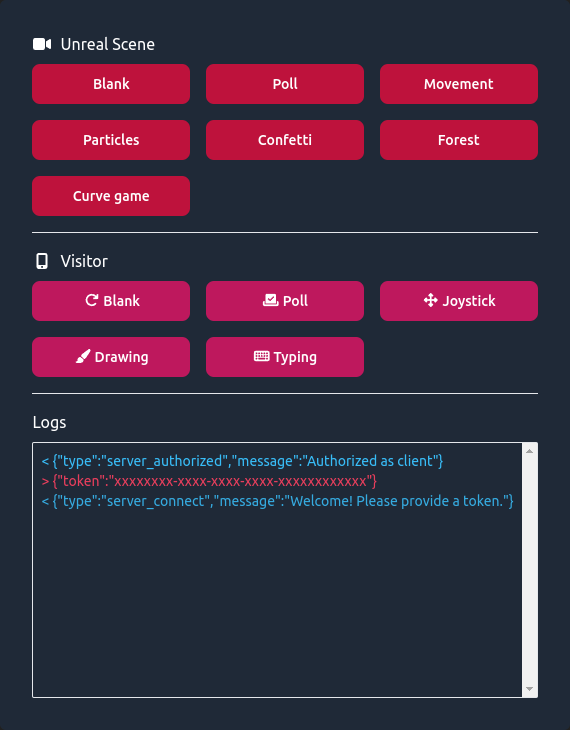 Unreal Scene
Blank Poll Movement
Particles Confetti Forest
Curve game
Visitor
Blank Poll Joystick
Drawing Typing
Logs
< {"type":"server_authorized","message":"Authorized as client"}
> {"token":"xxxxxxxx-xxxx-xxxx-xxxx-xxxxxxxxxxxx"}
< {"type":"server_connect","message":"Welcome! Please provide a token."}